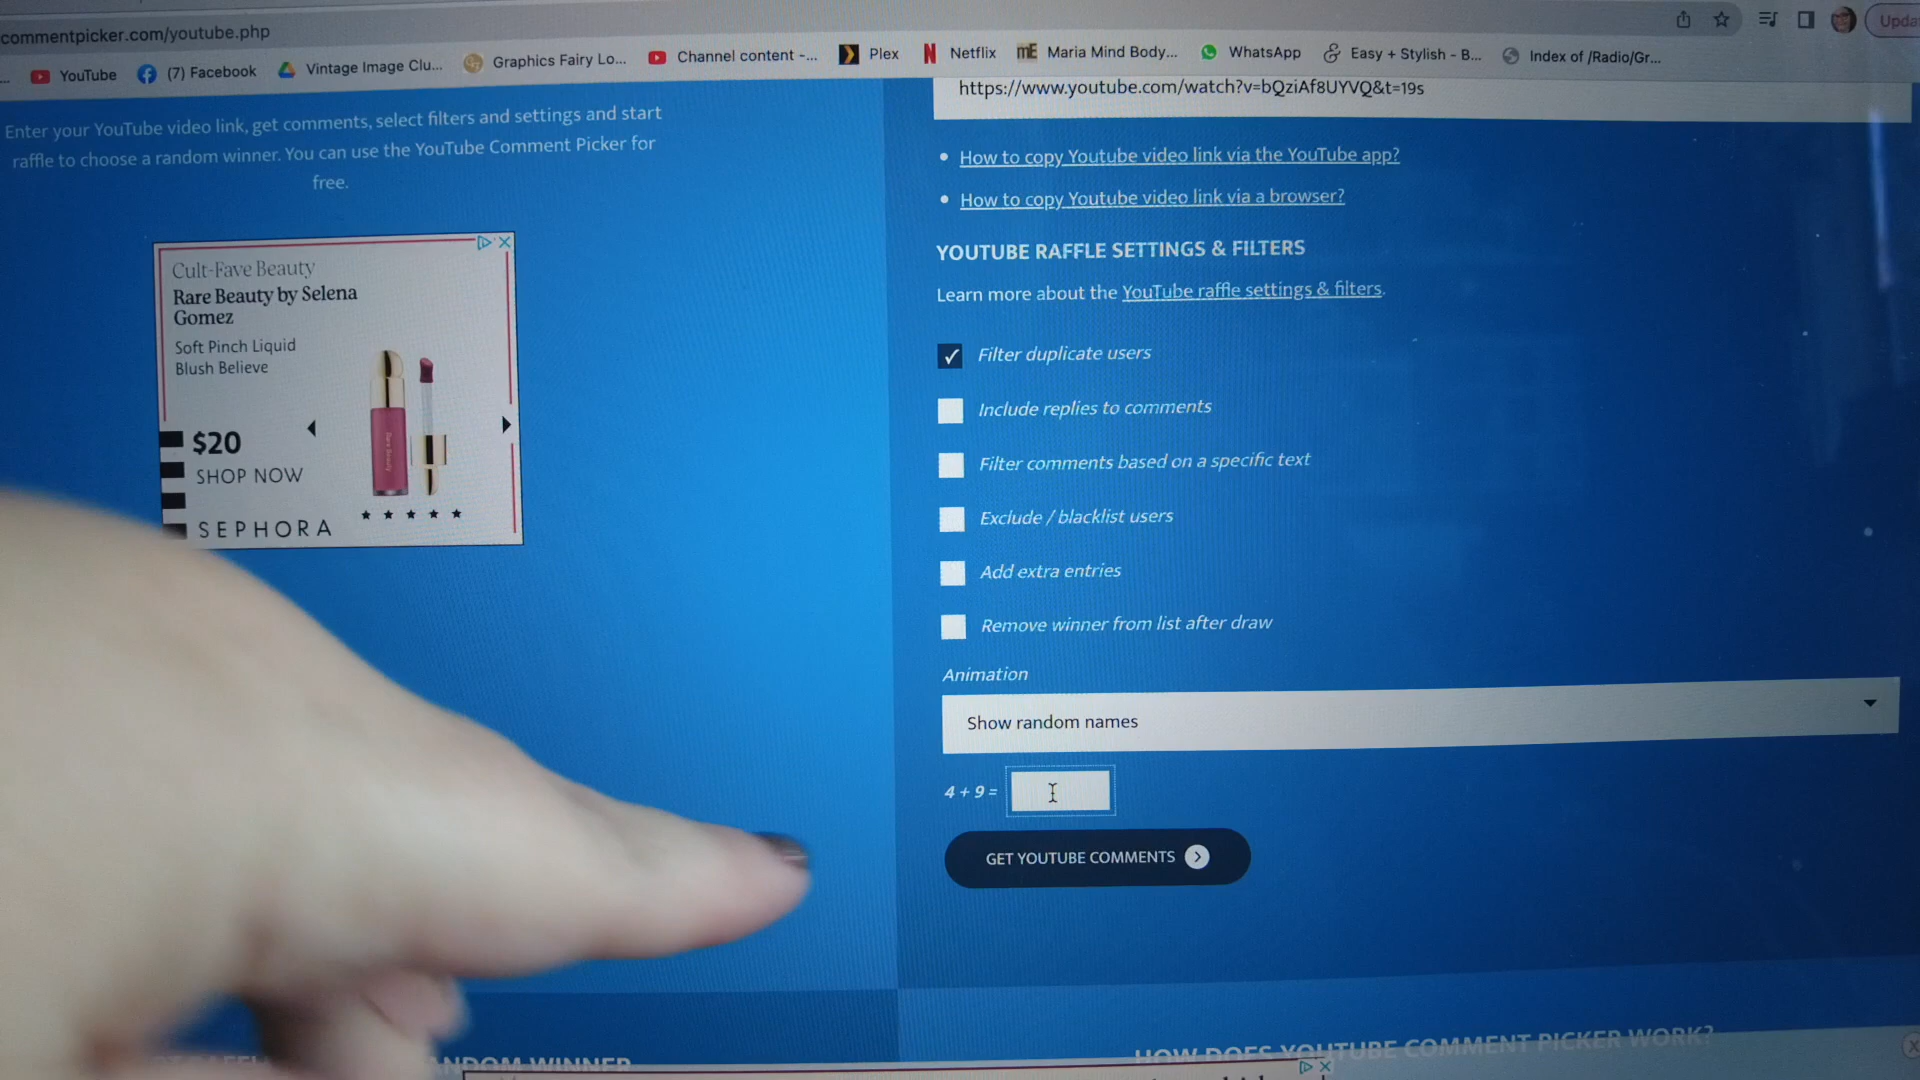 commentpicker.com/youtube.php
Upda
YouTube
(7) Facebook
Vintage Image Clu...
Graphics Fairy Lo...
Channel content -...
Plex
Netflix
mE Maria Mind Body...
WhatsApp
Easy + Stylish - B...
Index of /Radio/Gr...
Enter your YouTube video link, get comments, select filters and settings and start
raffle to choose a random winner. You can use the YouTube Comment Picker for
free.
Cult-Fave Beauty
Rare Beauty by Selena
Gomez
Soft Pinch Liquid
Blush Believe
$20
SHOP NOW
SEPHORA
https://www.youtube.com/watch?v=bQziAf8UYVQ&t=19s
• How to copy Youtube video link via the YouTube app?
• How to copy Youtube video link via a browser?
YOUTUBE RAFFLE SETTINGS & FILTERS
Learn more about the YouTube raffle settings & filters.
Filter duplicate users
Include replies to comments
Filter comments based on a specific text
Exclude / blacklist users
Add extra entries
Remove winner from list after draw
Animation
Show random names
4 + 9 =
GET YOUTUBE COMMENTS
ANDOM WINNER
HOW DOES YOUTUBE COMMENT PICKER WORK?